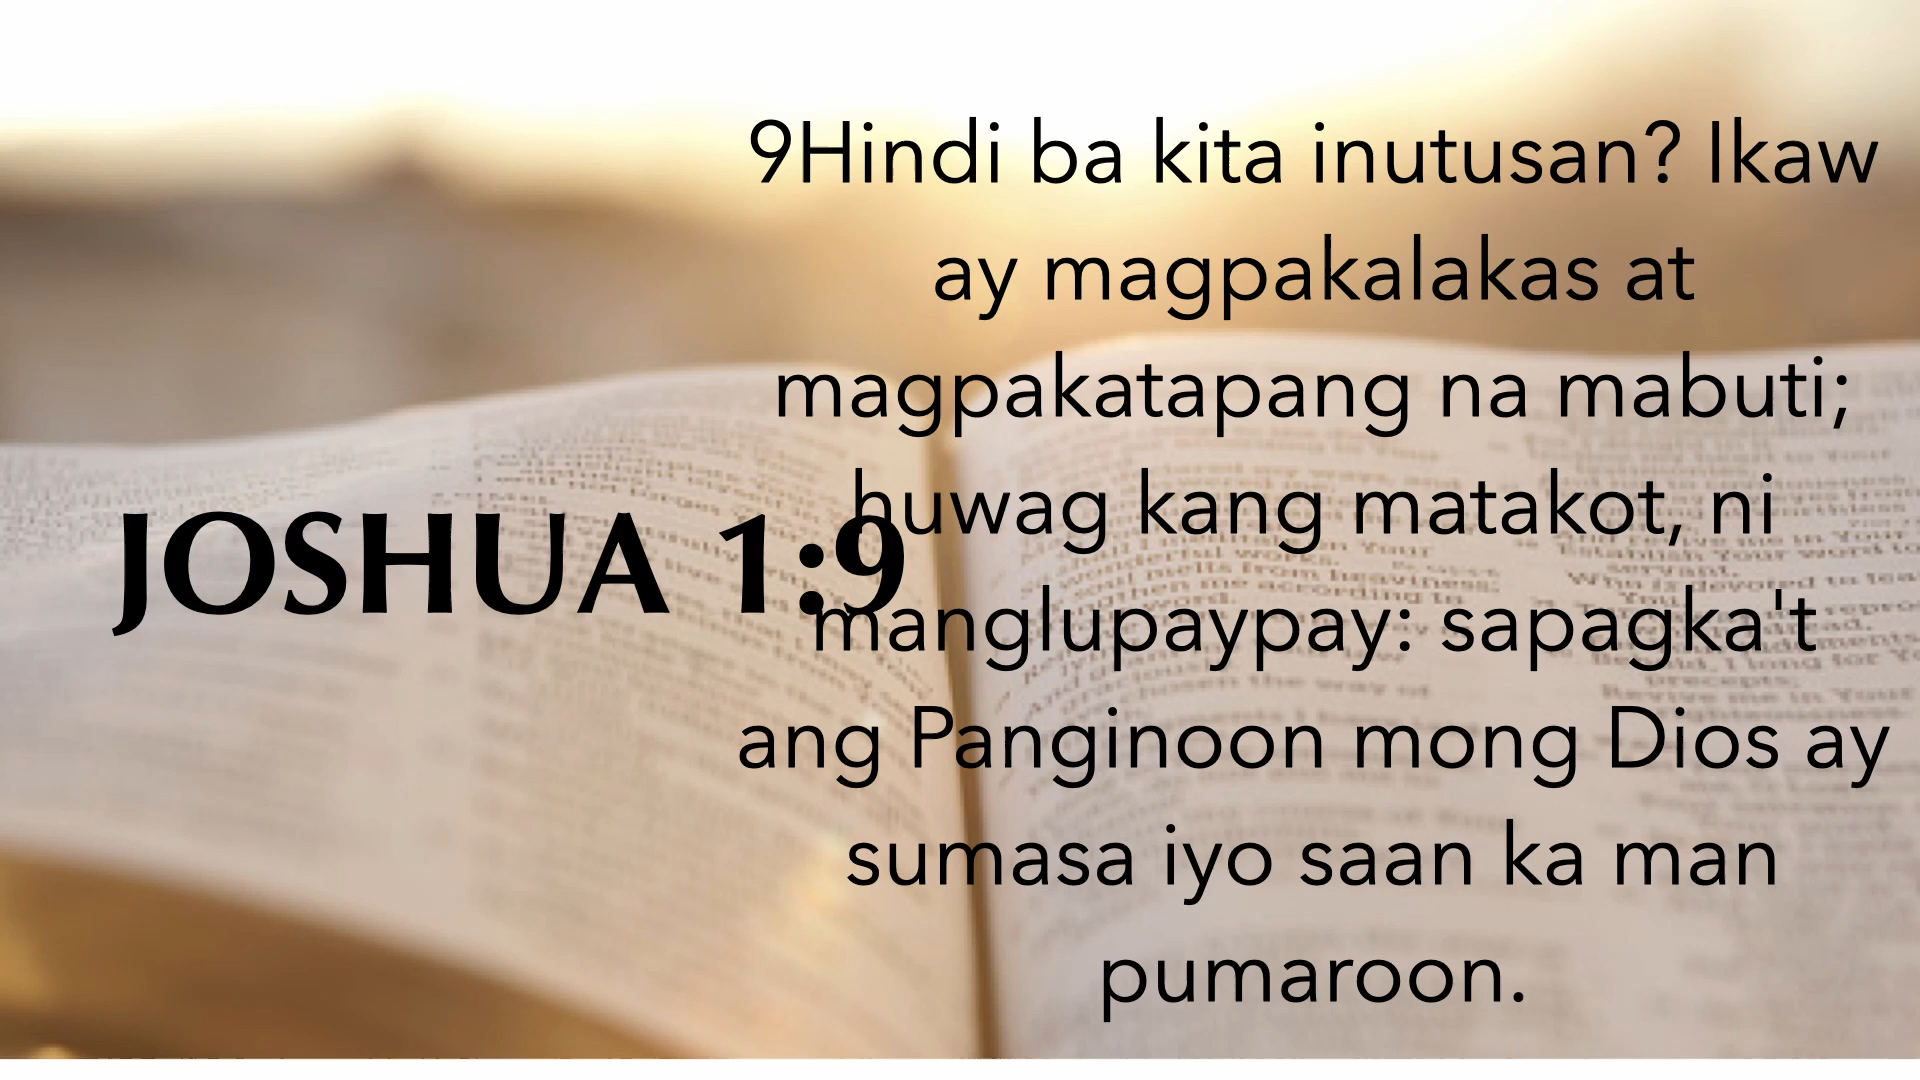 JOSHUA 1:9
9Hindi ba kita inutusan? Ikaw
ay magpakalakas at
magpakatapang na mabuti;
huwag kang matakot, ni
manglupaypay: sapagka't
ang Panginoon mong Dios ay
sumasa iyo saan ka man
pumaroon.